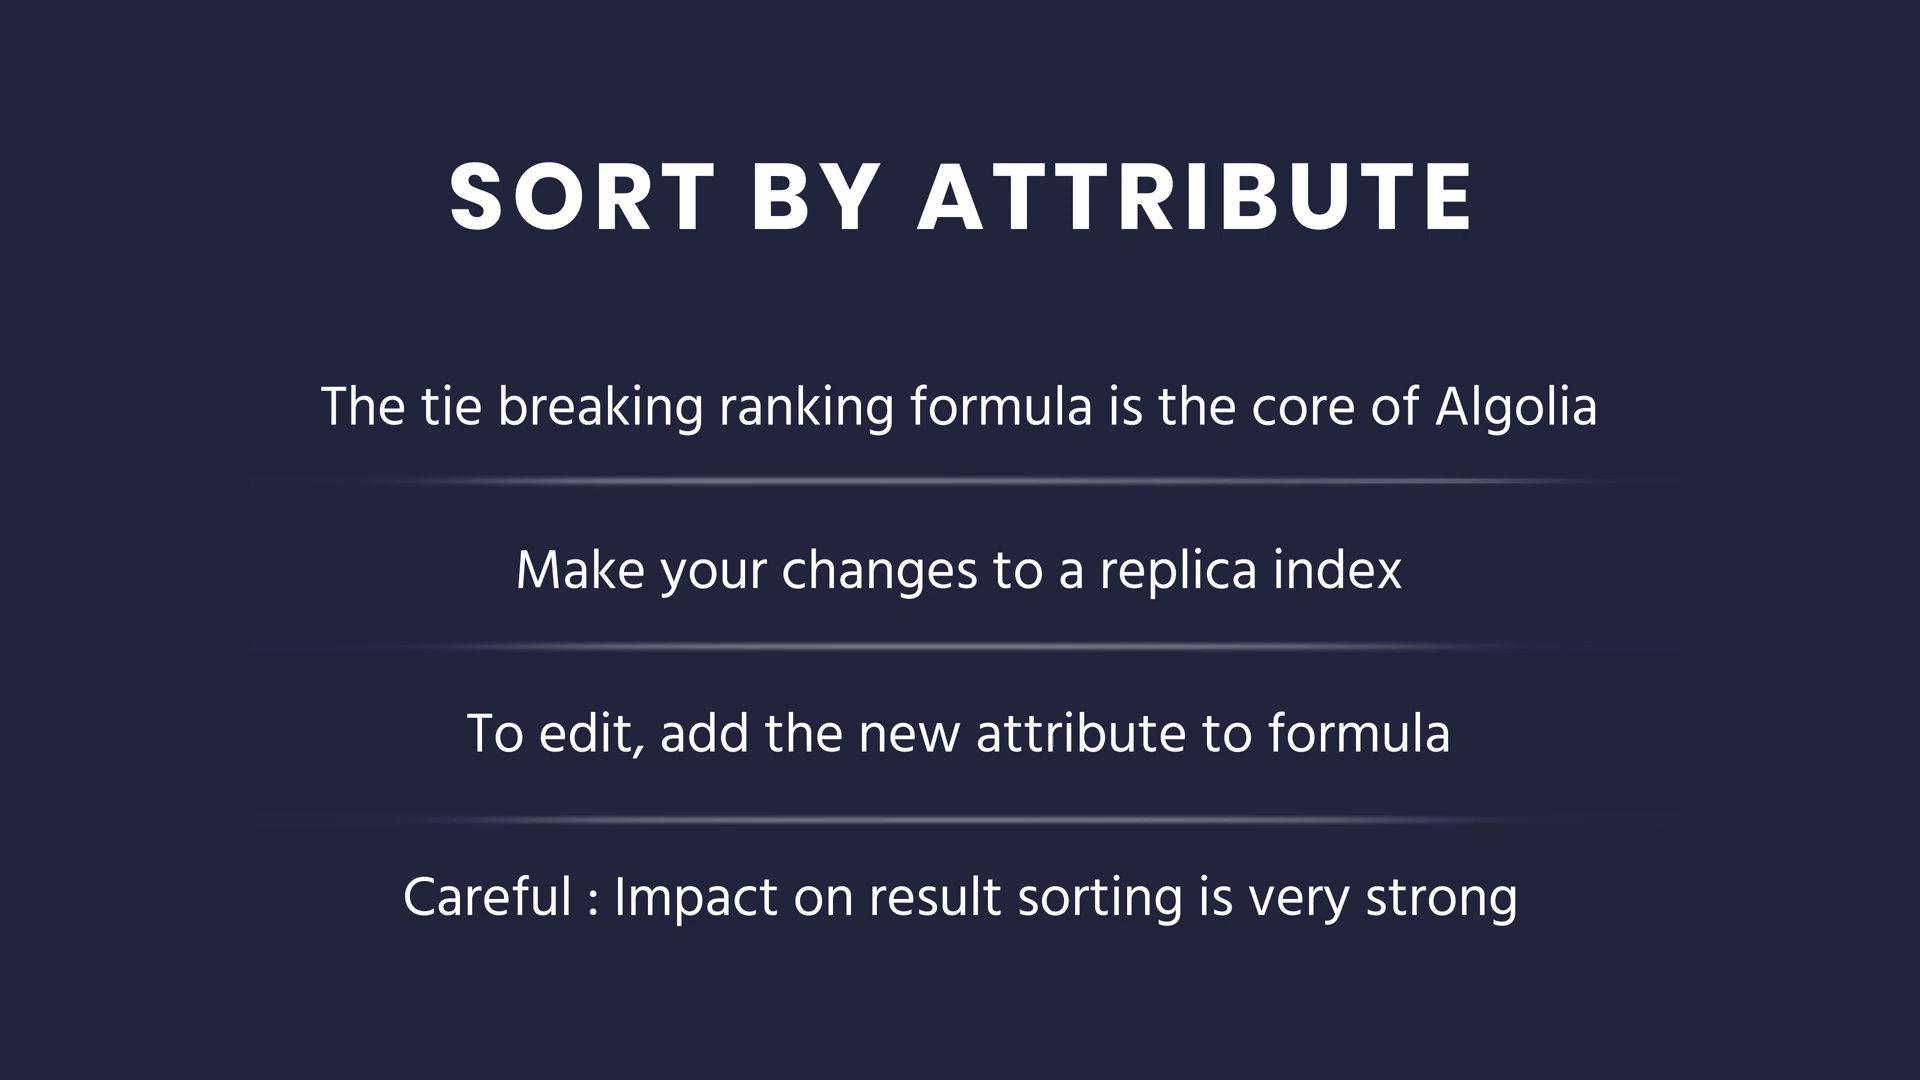 SORT BY ATTRIBUTE
The tie breaking ranking formula is the core of Algolia
Make your changes to a replica index
To edit, add the new attribute to formula
Careful : Impact on result sorting is very strong